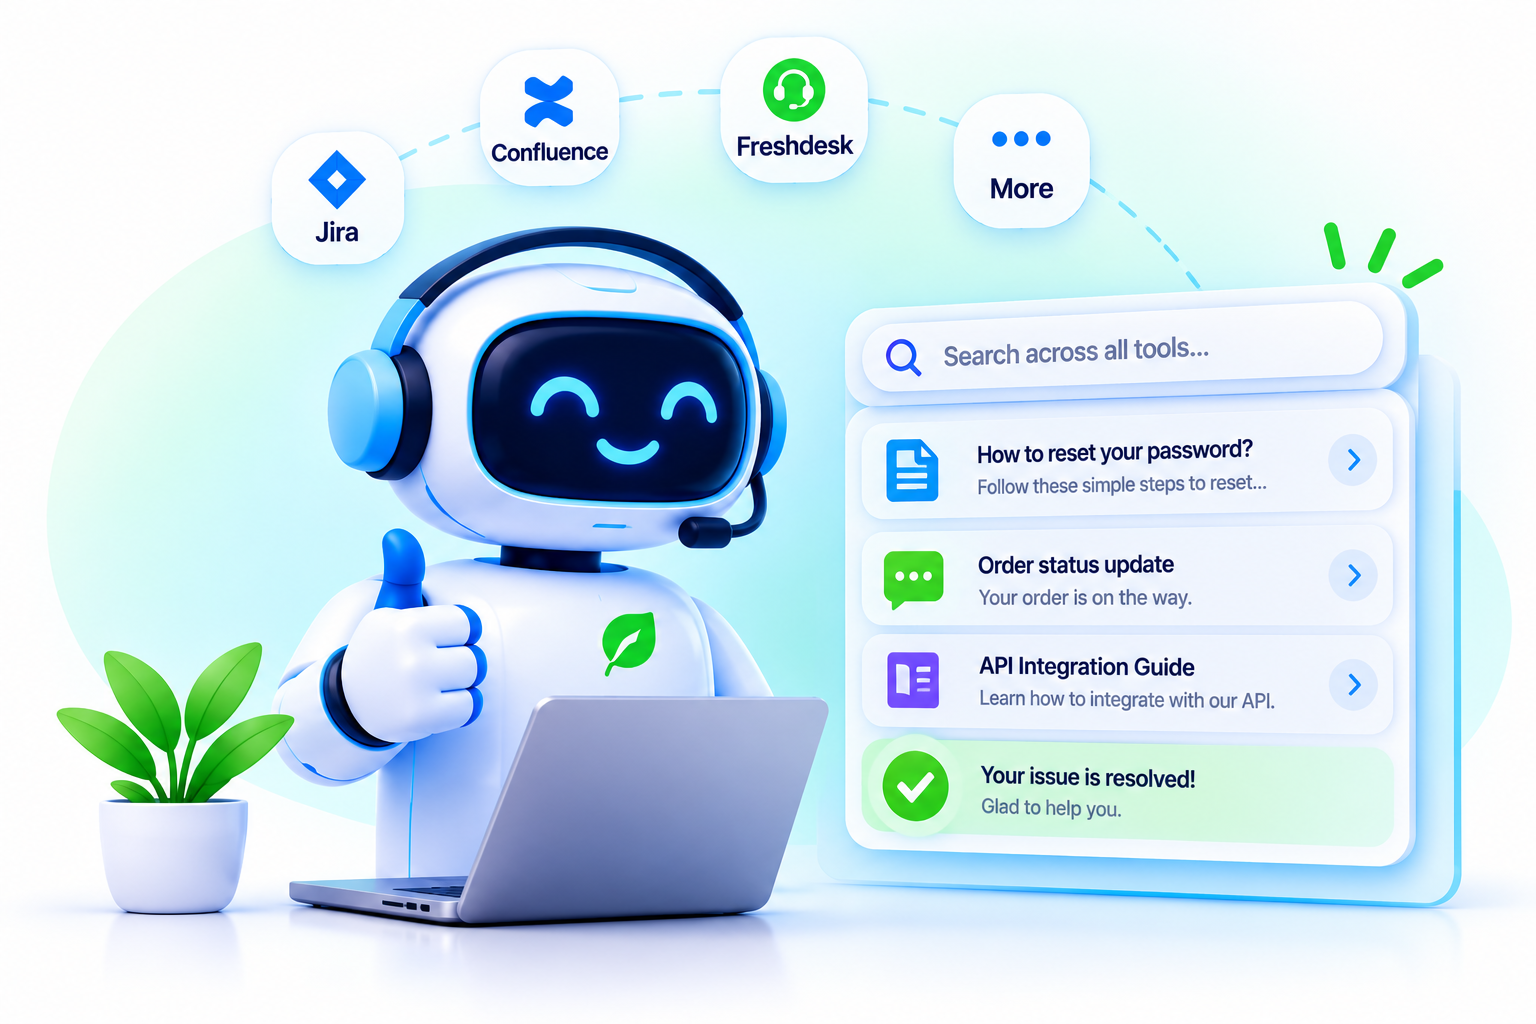 Jira
Confluence
Freshdesk
More
Search across all tools...
How to reset your password?
Follow these simple steps to reset...
Order status update
Your order is on the way.
API Integration Guide
Learn how to integrate with our API.
Your issue is resolved!
Glad to help you.